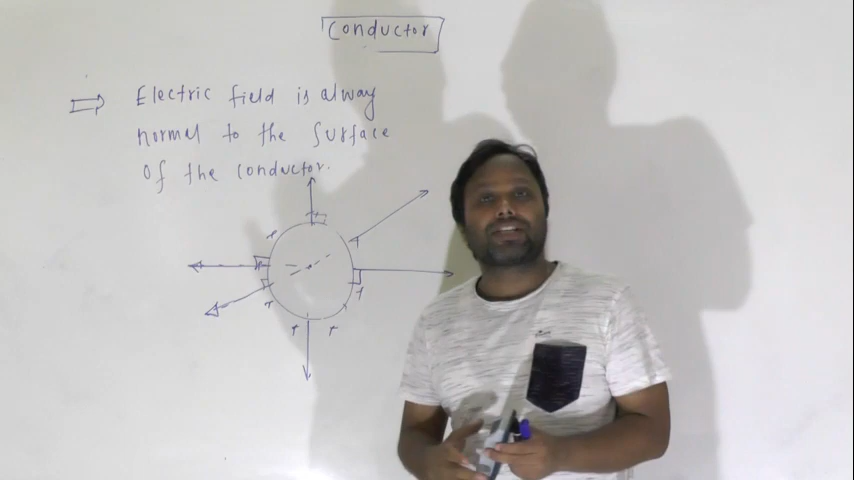 Conductor
⇒ Electric field is alway
normal to the surface
of the conductor.